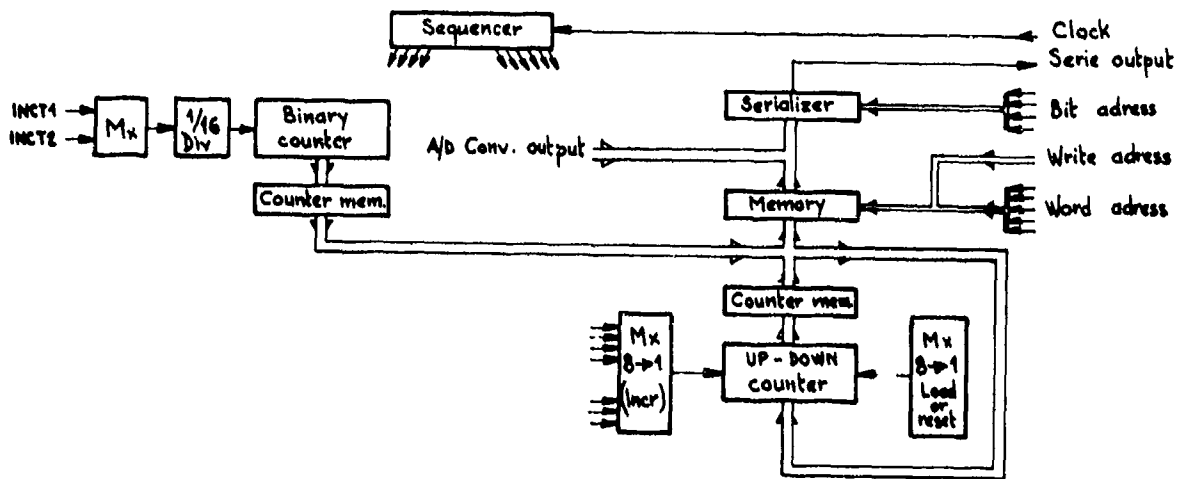 Sequencer
Clock
Serie output
INCT1
INCT2
Mx
1/16
Div
Binary
counter
Serializer
Bit adress
A/D Conv. output
Write adress
Counter mem.
Memory
Word adress
Counter mem.
Mx
8→1
(Incr)
UP-DOWN
counter
Mx
8→1
Load
or
reset